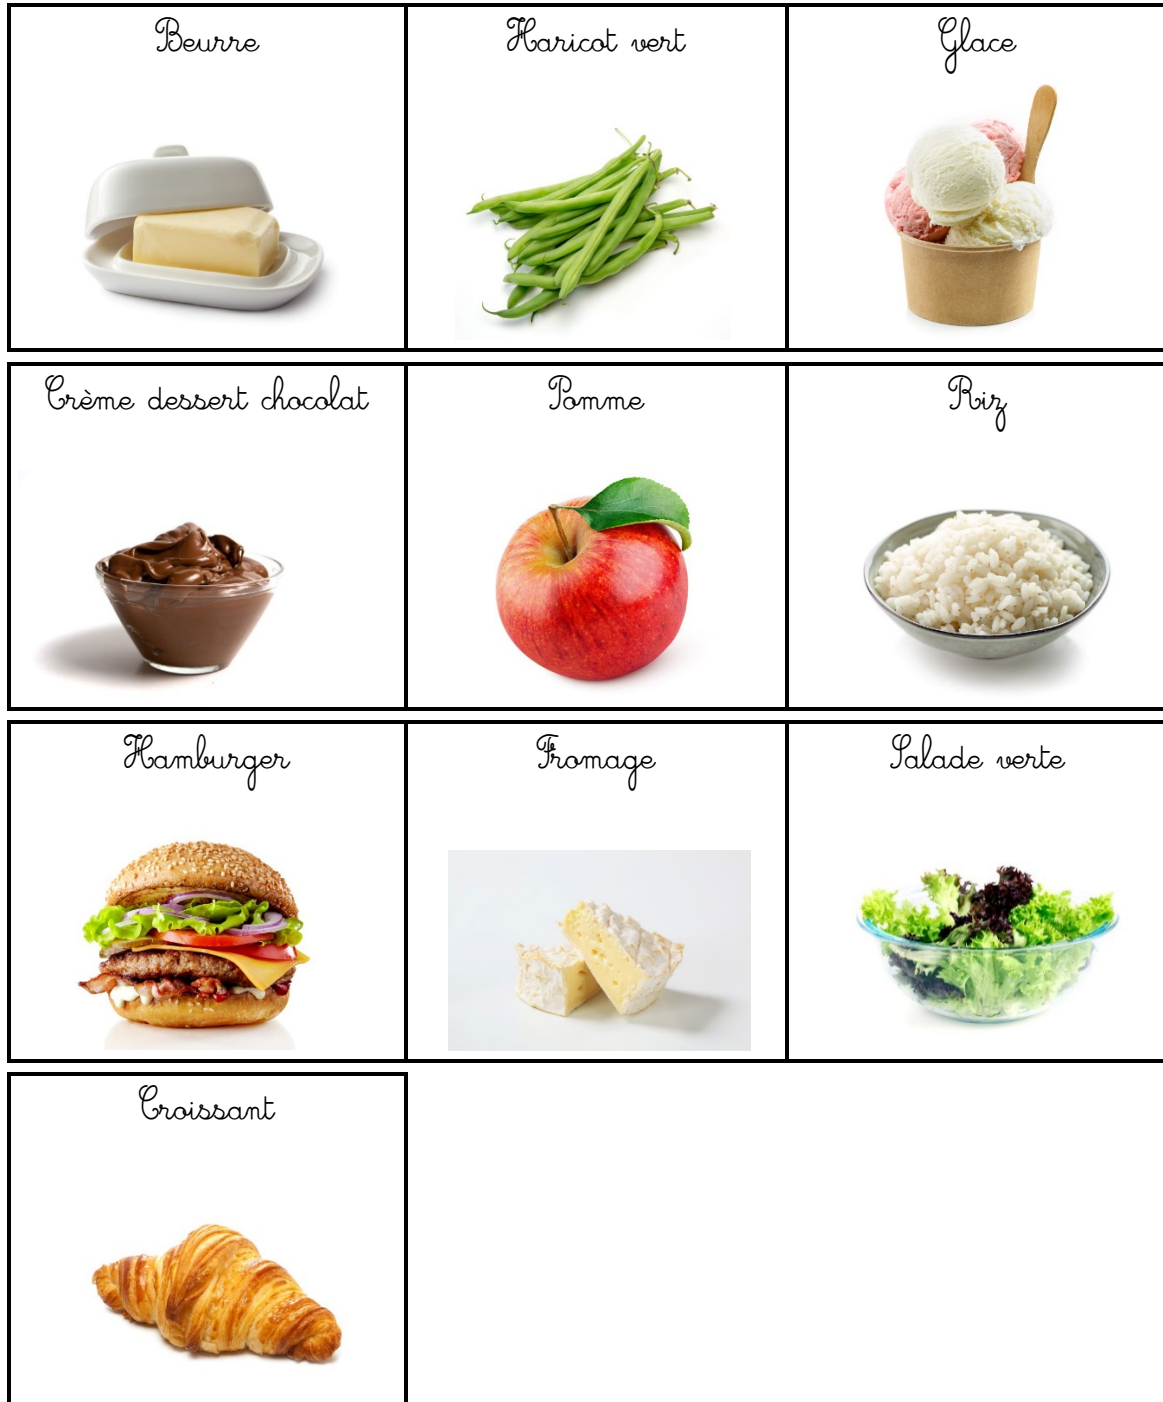 Beurre
Haricot vert
Glace
Crème dessert chocolat
Pomme
Riz
Hamburger
Fromage
Salade verte
Croissant